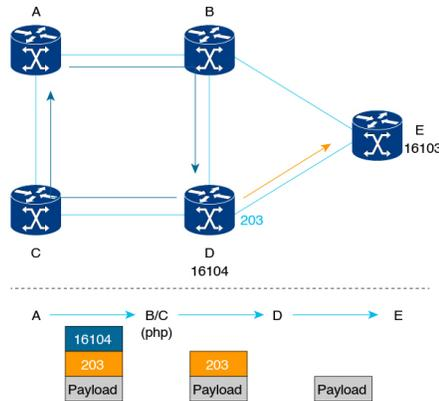 A
B
E
16103
203
C
D
16104
A B/C D E
(php)
16104
203 203
Payload Payload Payload